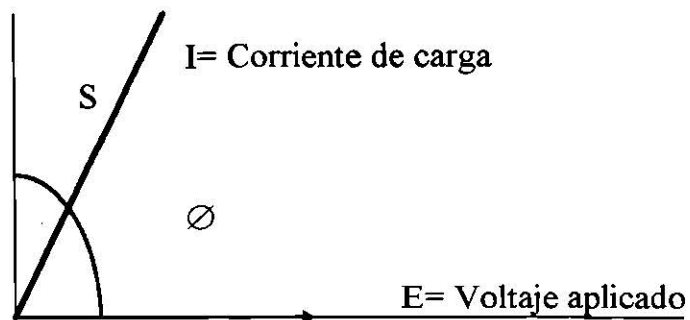 I= Corriente de carga
S
∅
E= Voltaje aplicado